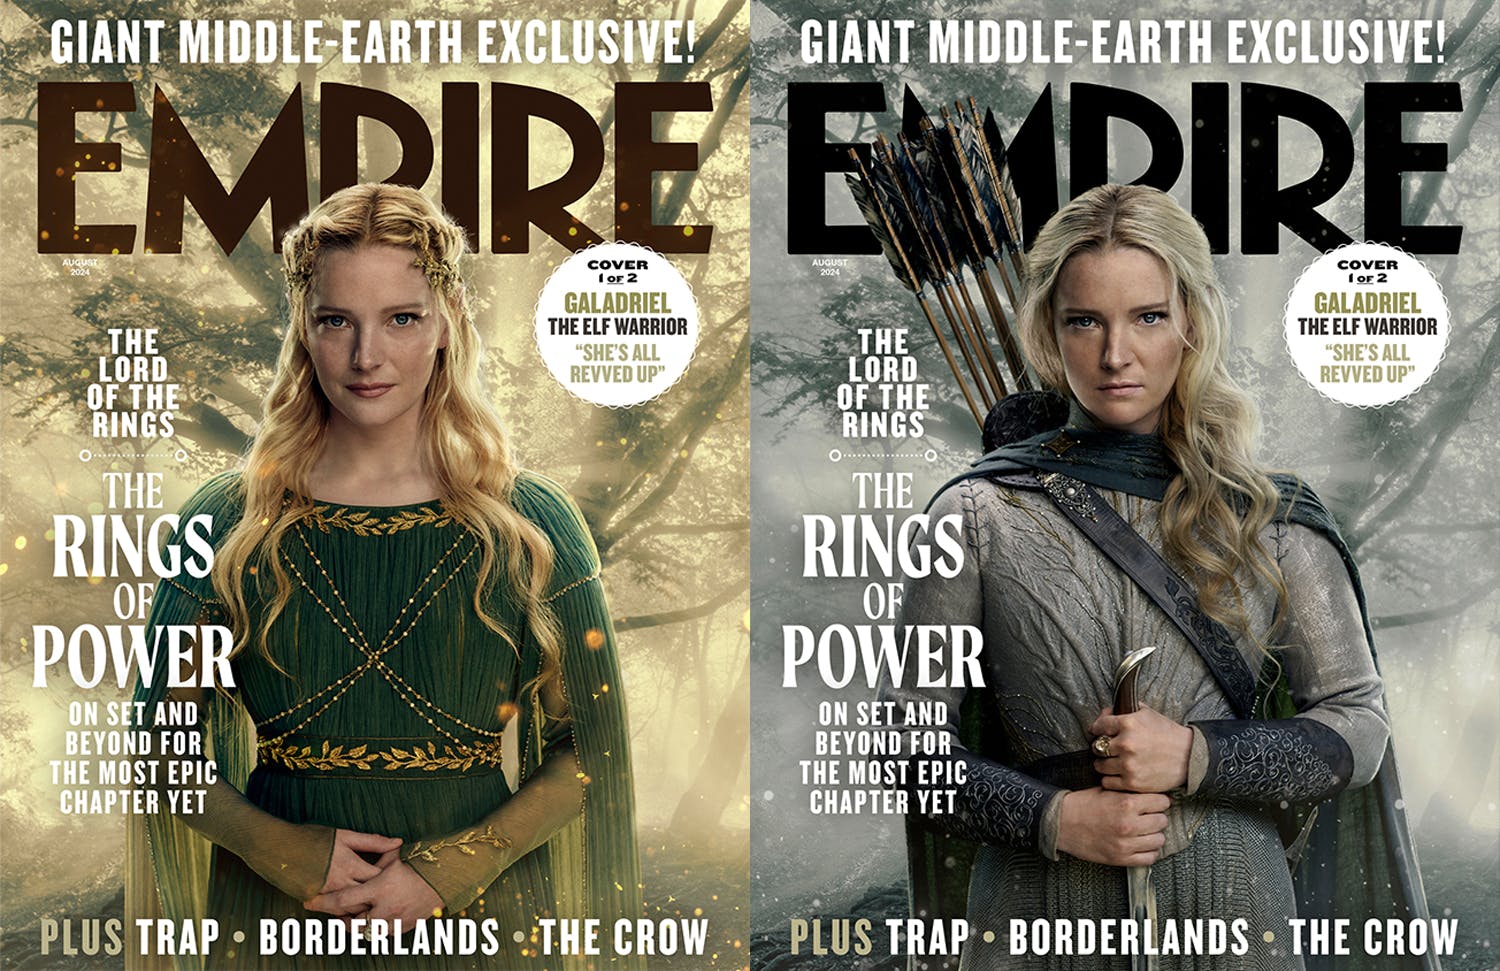 GIANT MIDDLE-EARTH EXCLUSIVE!
EMPIRE
AUGUST
2024
COVER
1 OF 2
GALADRIEL
THE ELF WARRIOR
“SHE’S ALL
REVVED UP”
THE
LORD
OF THE
RINGS
THE
RINGS
OF
POWER
ON SET AND
BEYOND FOR
THE MOST EPIC
CHAPTER YET
PLUS TRAP • BORDERLANDS • THE CROW
GIANT MIDDLE-EARTH EXCLUSIVE!
EMPIRE
AUGUST
2024
COVER
1 OF 2
GALADRIEL
THE ELF WARRIOR
“SHE’S ALL
REVVED UP”
THE
LORD
OF THE
RINGS
THE
RINGS
OF
POWER
ON SET AND
BEYOND FOR
THE MOST EPIC
CHAPTER YET
PLUS TRAP • BORDERLANDS • THE CROW